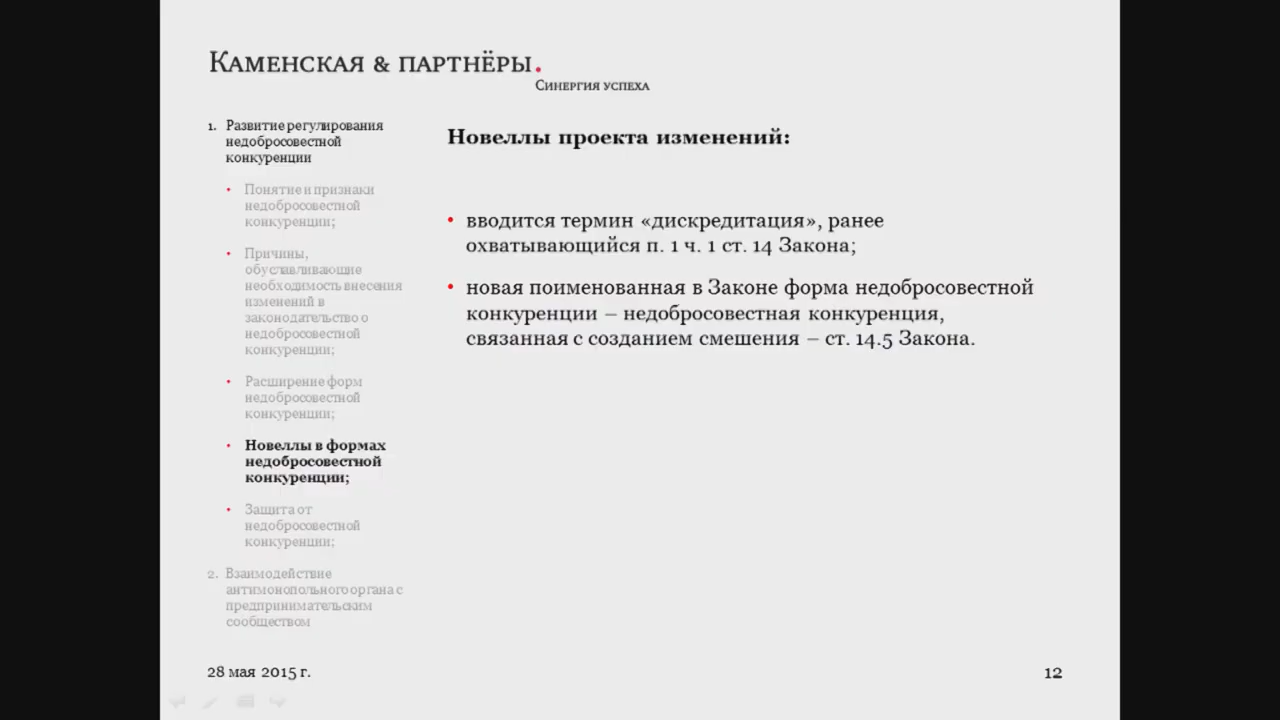 Каменская & партнёры.
Синергия успеха
1. Развитие регулирования
недобросовестной
конкуренции
• Понятие и признаки
недобросовестной
конкуренции;
• Причины,
обуславливающие
необходимость внесения
изменений в
законодательство о
недобросовестной
конкуренции;
• Расширение форм
недобросовестной
конкуренции;
• Новеллы в формах
недобросовестной
конкуренции;
• Защита от
недобросовестной
конкуренции;
2. Взаимодействие
антимонопольного органа с
предпринимательским
сообществом
Новеллы проекта изменений:
• вводится термин «дискредитация», ранее
охватывающийся п. 1 ч. 1 ст. 14 Закона;
• новая поименованная в Законе форма недобросовестной
конкуренции – недобросовестная конкуренция,
связанная с созданием смешения – ст. 14.5 Закона.
28 мая 2015 г.
12